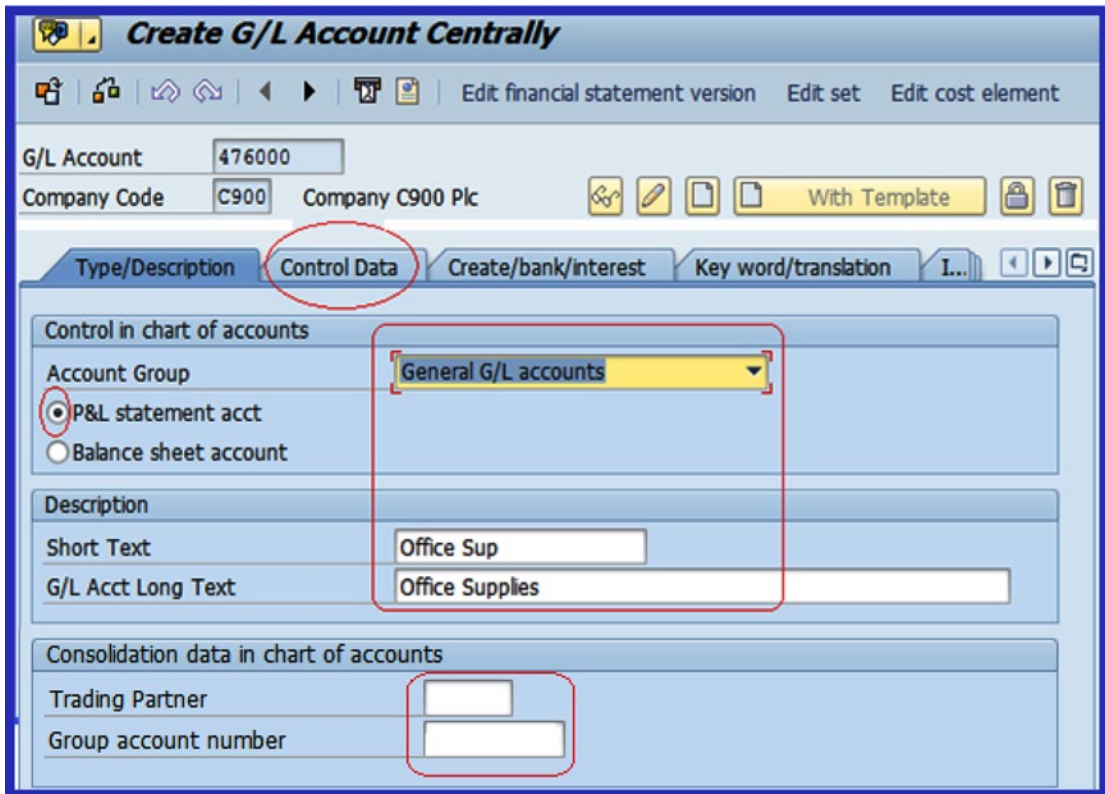 Create G/L Account Centrally
Edit financial statement version Edit set Edit cost element
G/L Account 476000
Company Code C900 Company C900 Plc With Template
Type/Description Control Data Create/bank/interest Key word/translation I...
Control in chart of accounts
Account Group General G/L accounts
P&L statement acct
Balance sheet account
Description
Short Text Office Sup
G/L Acct Long Text Office Supplies
Consolidation data in chart of accounts
Trading Partner
Group account number